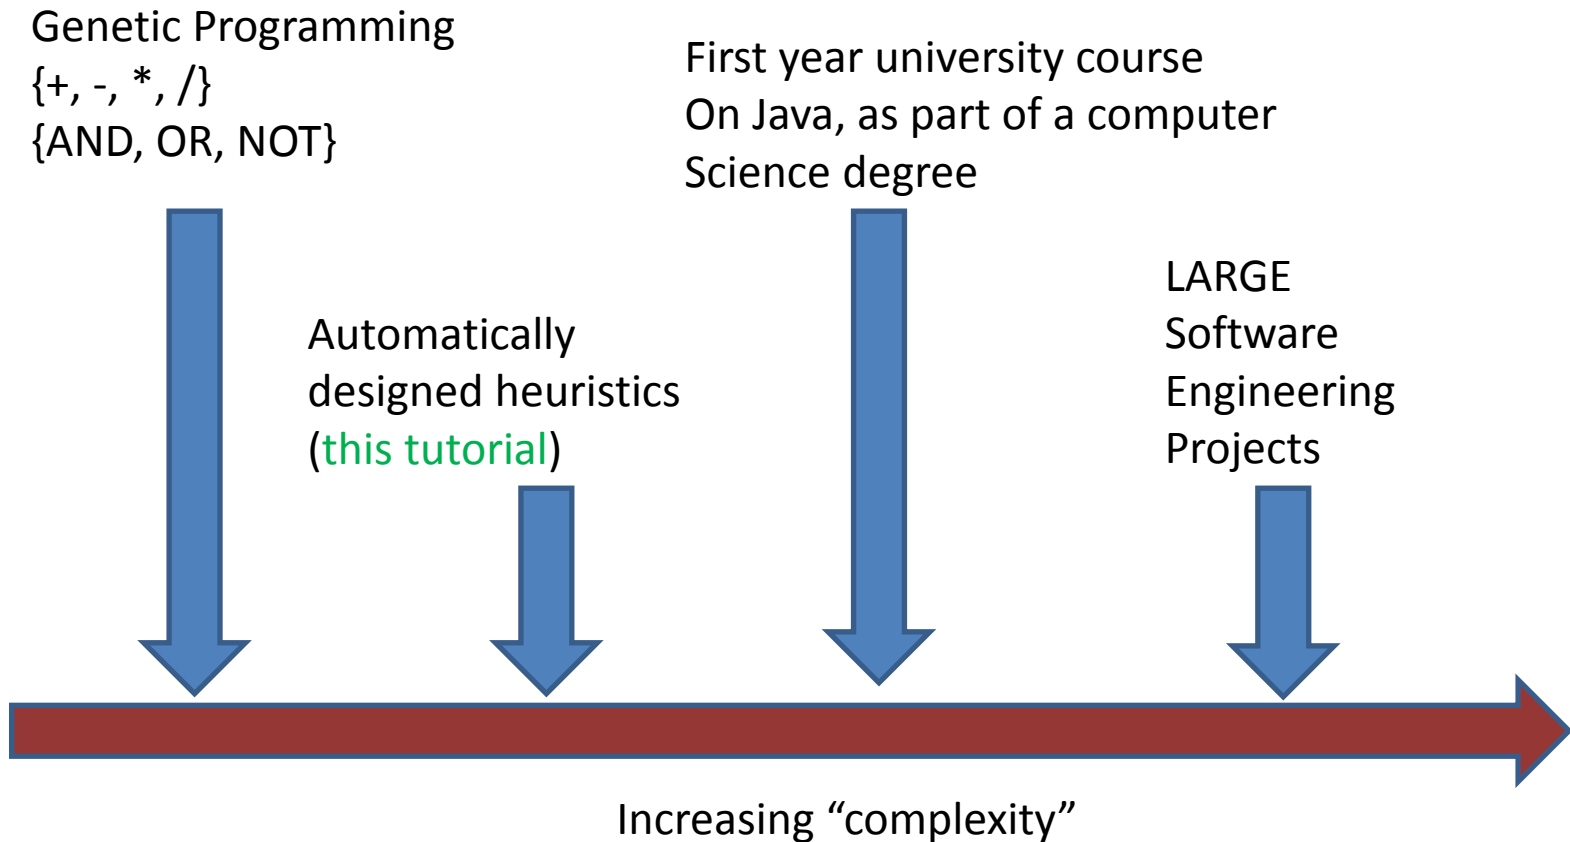 Genetic Programming
{+, -, *, /}
{AND, OR, NOT}
First year university course
On Java, as part of a computer
Science degree
Automatically
designed heuristics
(this tutorial)
LARGE
Software
Engineering
Projects
Increasing “complexity”